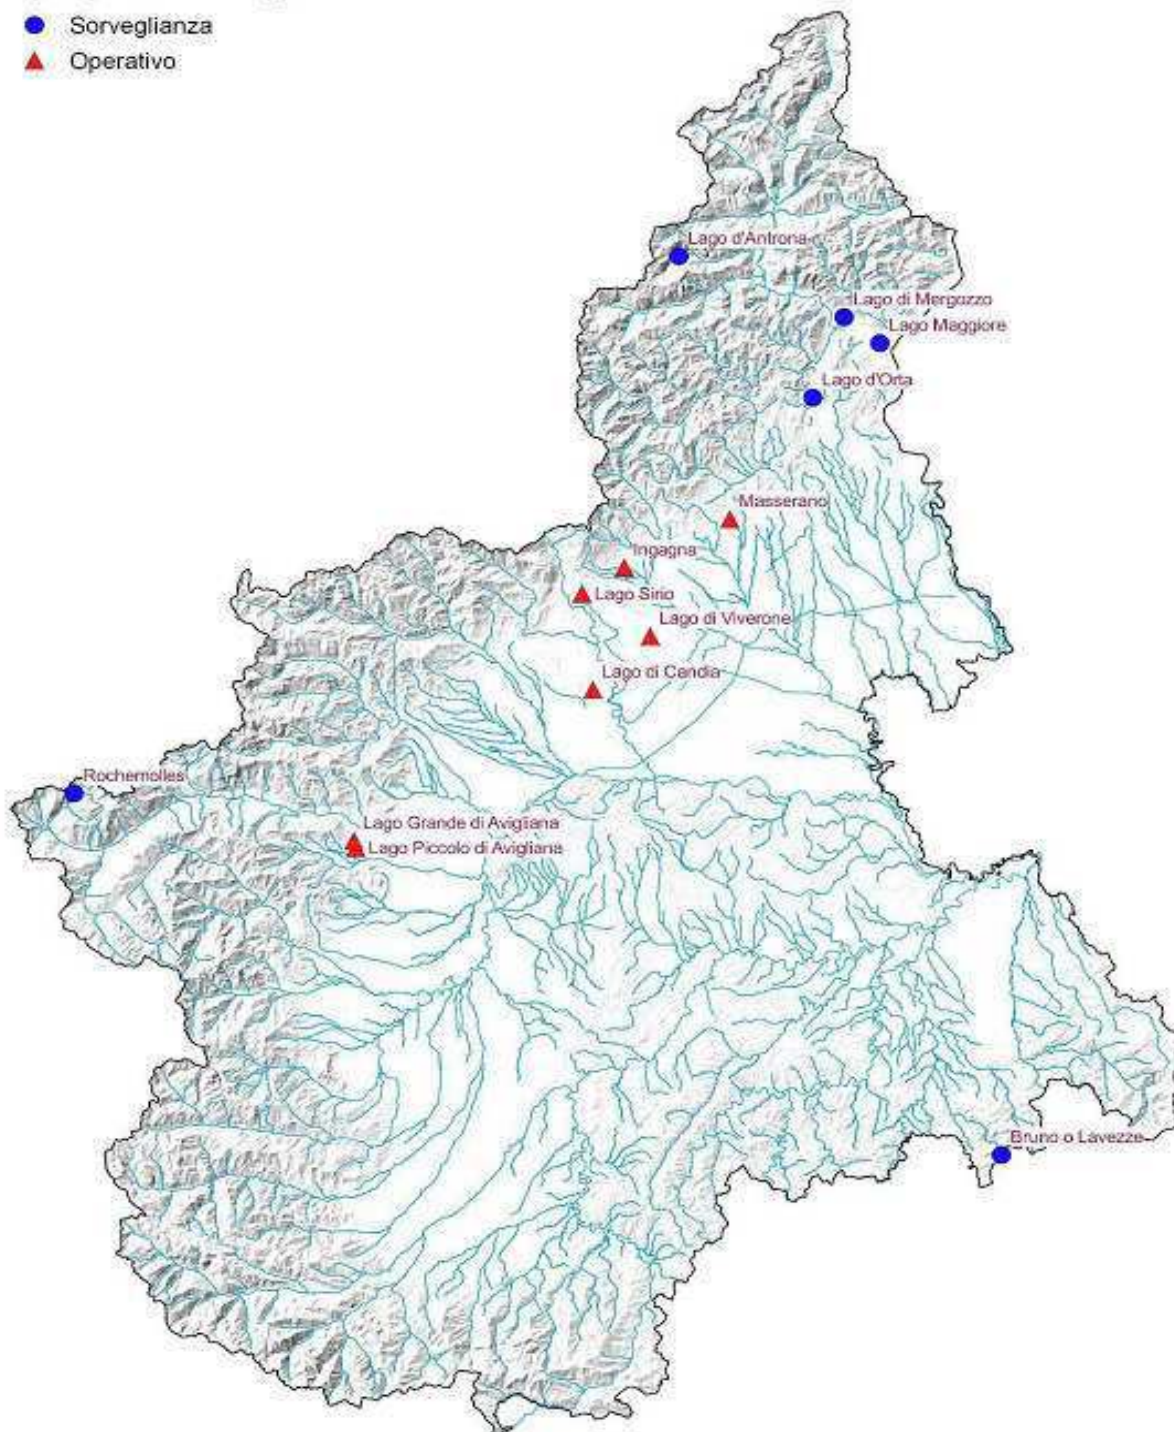 Sorveglianza
Operativo
Lago d'Antrona
Lago di Mergozzo
Lago Maggiore
Lago d'Orta
Masserano
Ingagna
Lago Sirio
Lago di Viverone
Lago di Candia
Rochemolles
Lago Grande di Avigliana
Lago Piccolo di Avigliana
Bruno o Lavezze